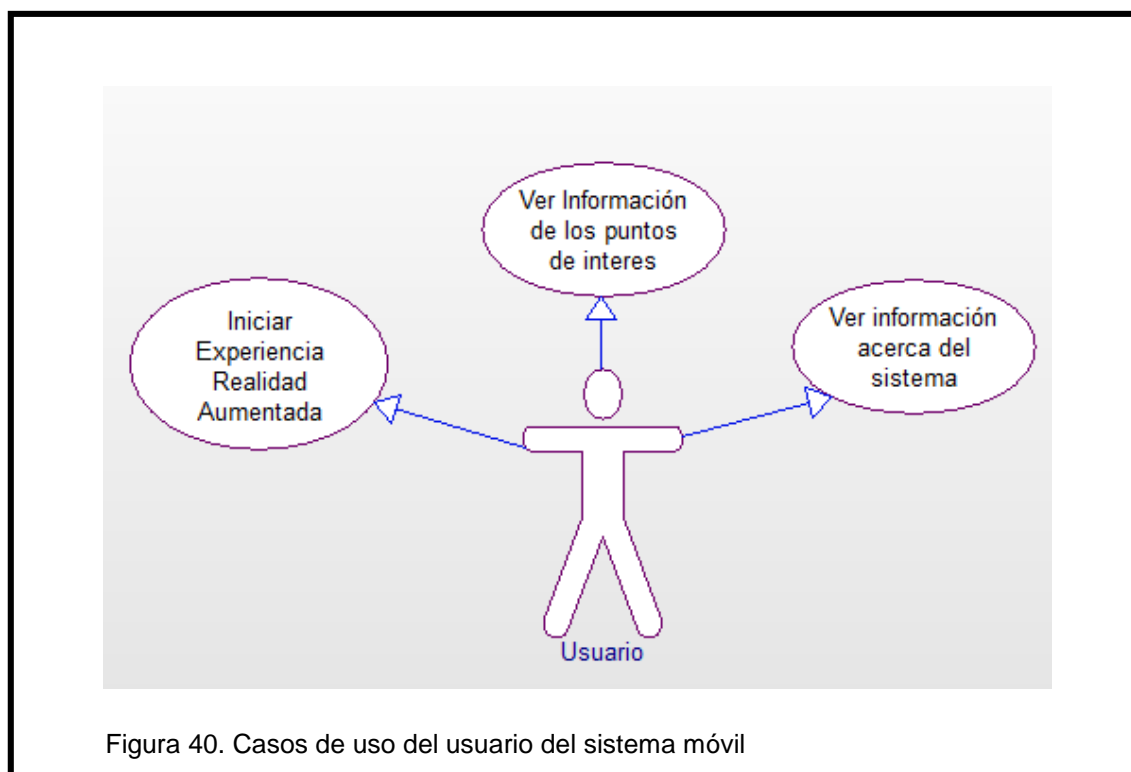 Ver Información
de los puntos
de interes
Iniciar
Experiencia
Realidad
Aumentada
Ver información
acerca del
sistema
Usuario
Figura 40. Casos de uso del usuario del sistema móvil